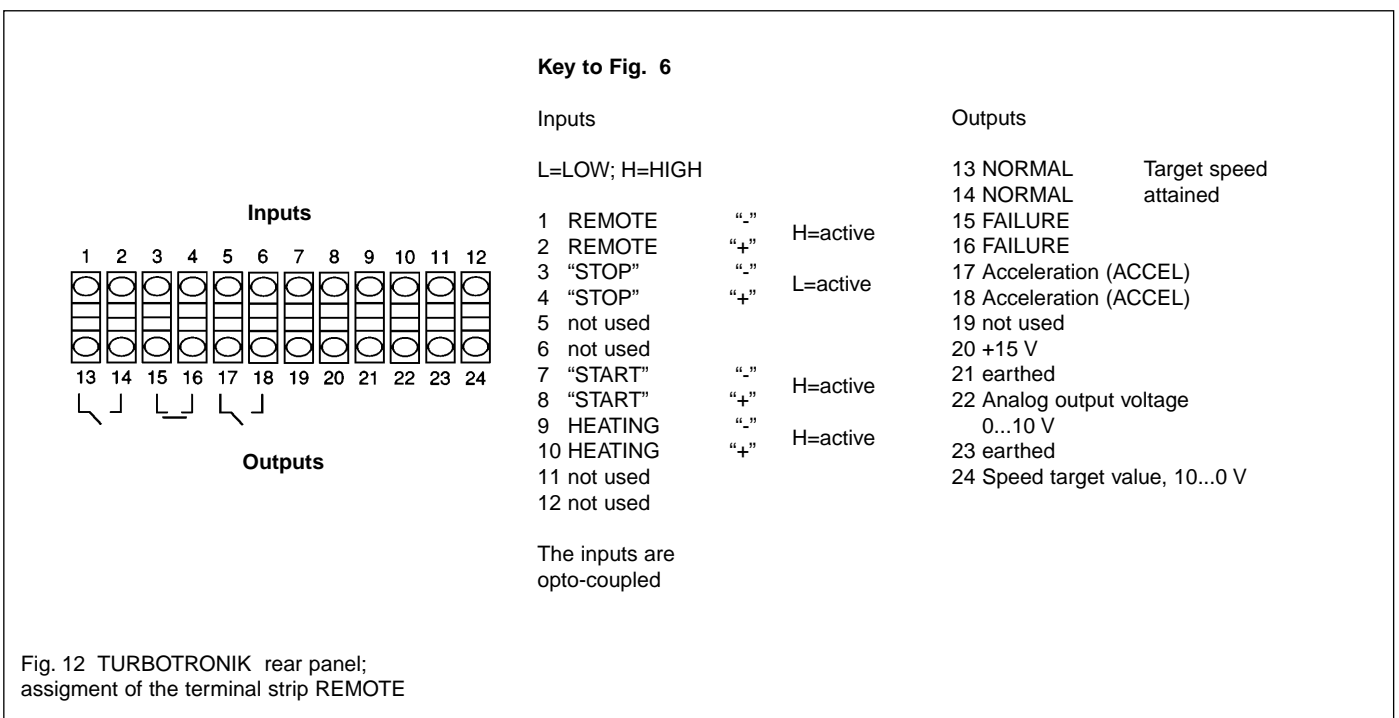 Key to Fig. 6
Inputs
L=LOW; H=HIGH
1 REMOTE “-”
H=active
2 REMOTE “+”
3 “STOP” “-”
L=active
4 “STOP” “+”
5 not used
6 not used
7 “START” “-”
H=active
8 “START” “+”
9 HEATING “-”
H=active
10 HEATING “+”
11 not used
12 not used
The inputs are
opto-coupled
Outputs
13 NORMAL Target speed
14 NORMAL attained
15 FAILURE
16 FAILURE
17 Acceleration (ACCEL)
18 Acceleration (ACCEL)
19 not used
20 +15 V
21 earthed
22 Analog output voltage
0...10 V
23 earthed
24 Speed target value, 10...0 V
Inputs
1 2 3 4 5 6 7 8 9 10 11 12
13 14 15 16 17 18 19 20 21 22 23 24
Outputs
Fig. 12 TURBOTRONIK rear panel;
assigment of the terminal strip REMOTE